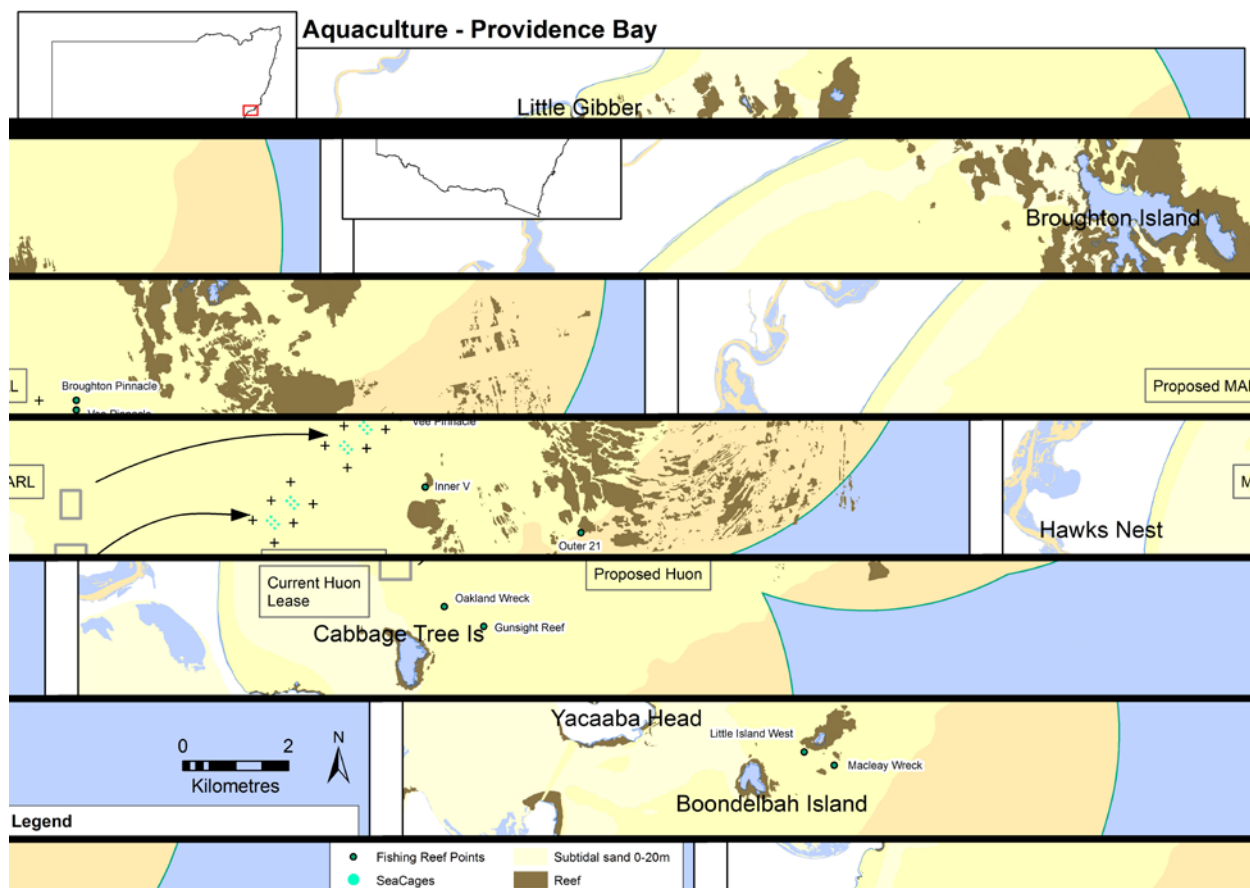 Aquaculture - Providence Bay
Little Gibber
Broughton Island
Broughton Pinnacle
Proposed MA
Vee Pinnacle
ARL
Inner V
Hawks Nest
Outer 21
Current Huon
Lease
Proposed Huon
Oakland Wreck
Gunsight Reef
Cabbage Tree Is
Yacaaba Head
Little Island West
Macleay Wreck
Boondelbah Island
0 2
Kilometres
N
Legend
Fishing Reef Points
Subtidal sand 0-20m
SeaCages
Reef